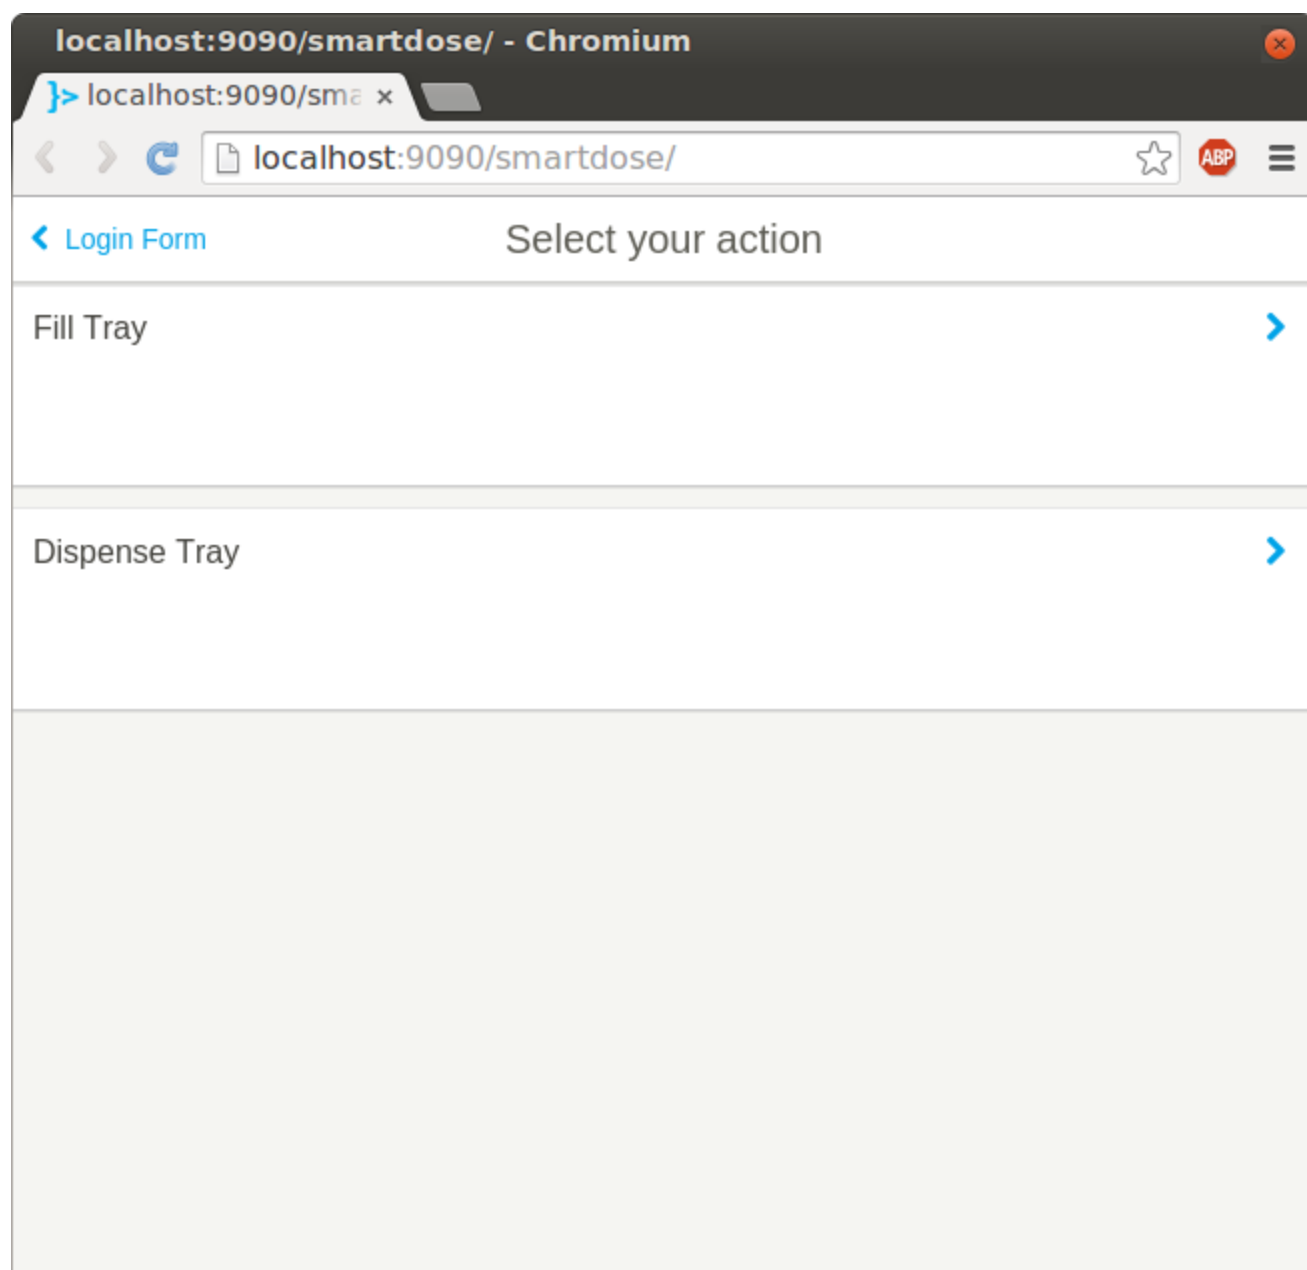 localhost:9090/smartdose/ - Chromium
}> localhost:9090/sma ×
localhost:9090/smartdose/
ABP
Login Form
Select your action
Fill Tray
Dispense Tray